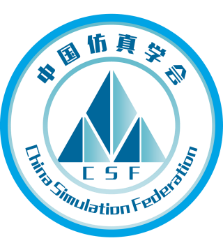 中国仿真学会
CSF
China Simulation Federation